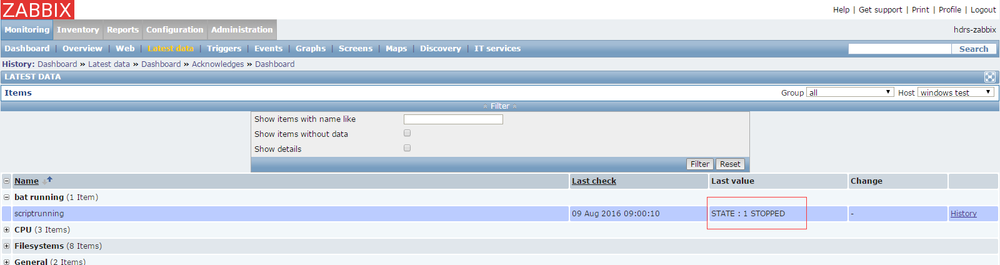 ZABBIX
Help | Get support | Print | Profile | Logout
Monitoring Inventory Reports Configuration Administration
hdrs-zabbix
Dashboard | Overview | Web | Latest data | Triggers | Events | Graphs | Screens | Maps | Discovery | IT services
Search
History: Dashboard » Latest data » Dashboard » Acknowledges » Dashboard
LATEST DATA
Items
Group all Host windows test
Filter
Show items with name like
Show items without data
Show details
Filter Reset
Name Last check Last value Change
bat running (1 Item)
scriptrunning 09 Aug 2016 09:00:10 STATE : 1 STOPPED - History
CPU (3 Items)
Filesystems (8 Items)
General (2 Items)